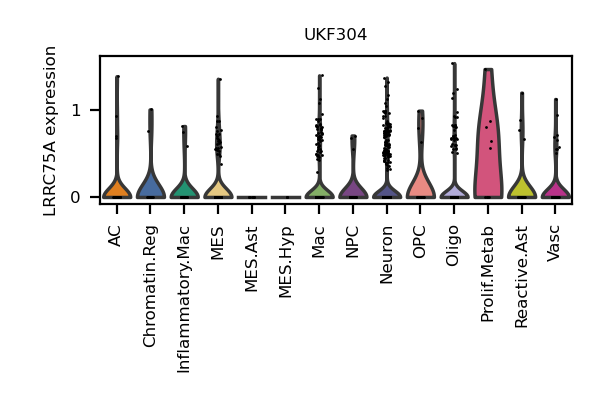 UKF304
LRRC75A expression
1
0
AC
Chromatin.Reg
Inflammatory.Mac
MES
MES.Ast
MES.Hyp
Mac
NPC
Neuron
OPC
Oligo
Prolif.Metab
Reactive.Ast
Vasc